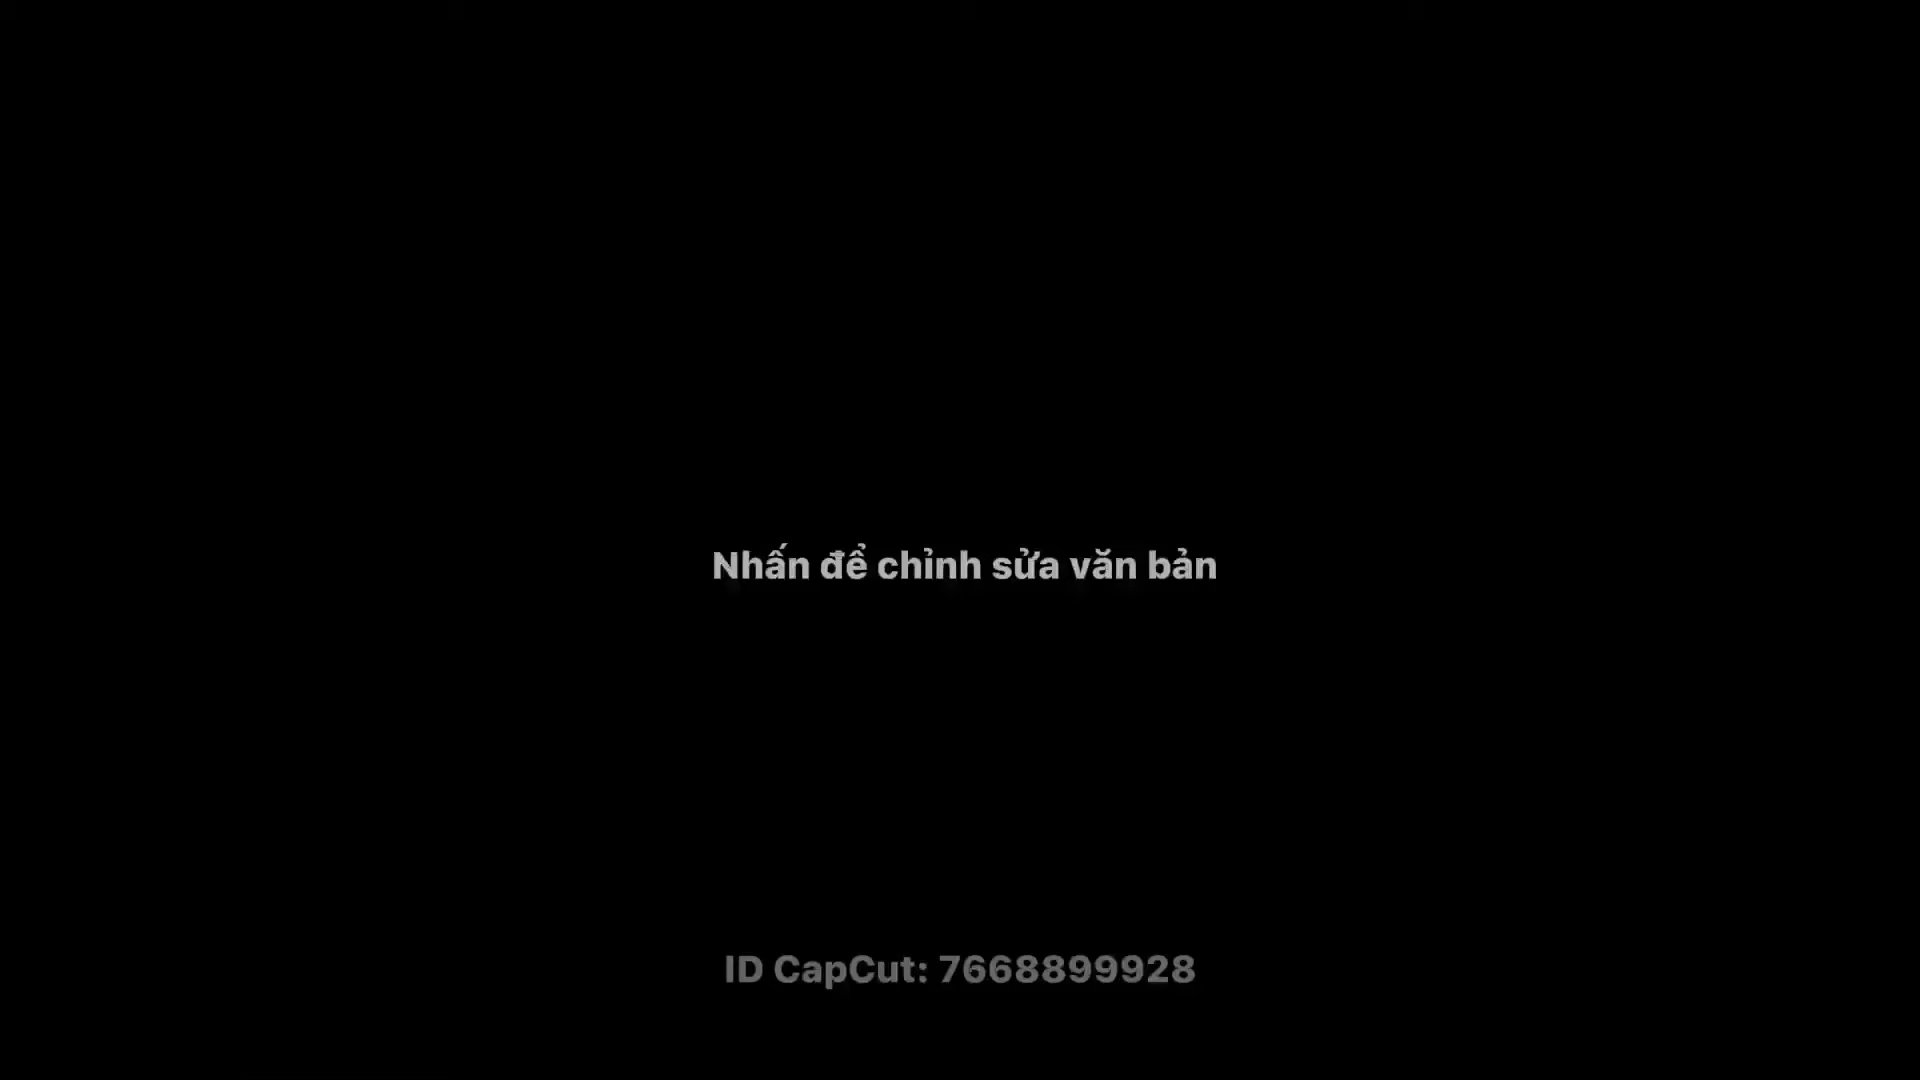 Nhấn để chỉnh sửa văn bản
ID CapCut: 7668899928